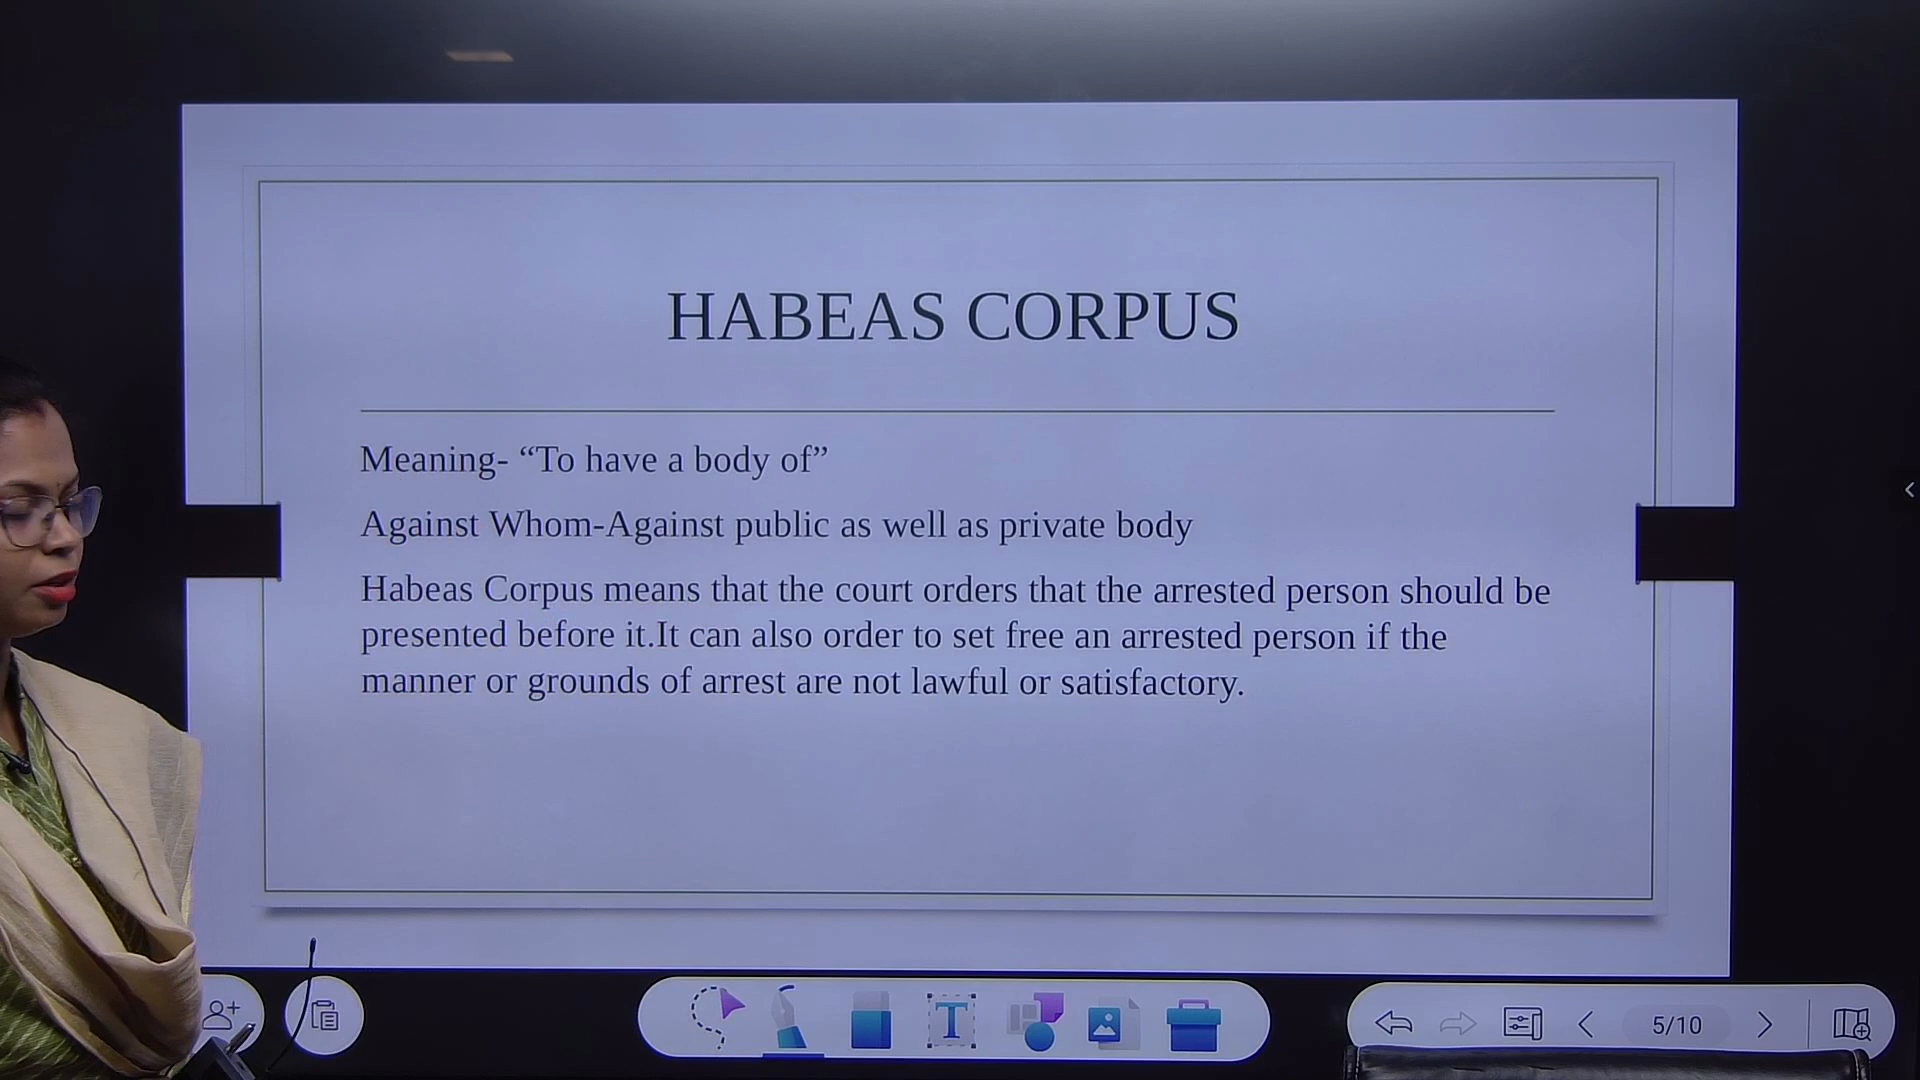 HABEAS CORPUS
Meaning- “To have a body of”
Against Whom-Against public as well as private body
Habeas Corpus means that the court orders that the arrested person should be
presented before it.It can also order to set free an arrested person if the
manner or grounds of arrest are not lawful or satisfactory.
T
5/10